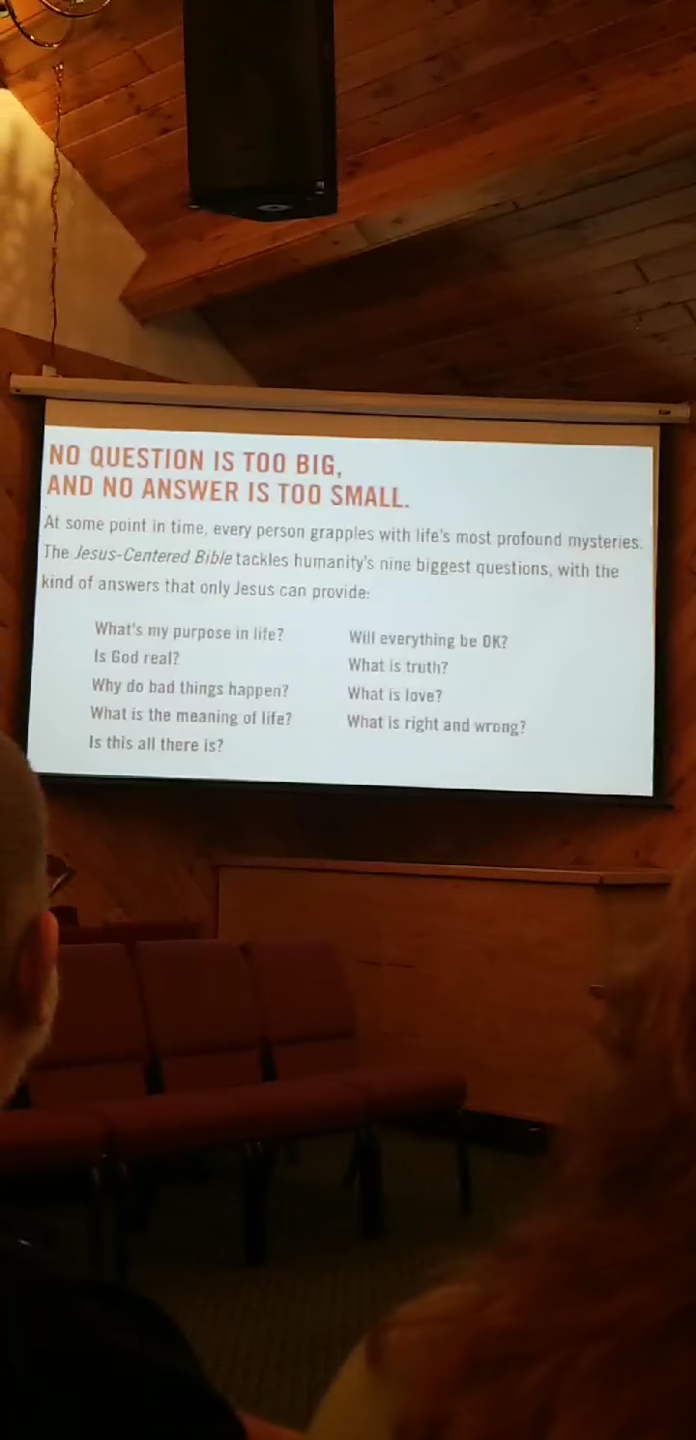 NO QUESTION IS TOO BIG,
AND NO ANSWER IS TOO SMALL.
At some point in time, every person grapples with life's most profound mysteries.
The Jesus-Centered Bible tackles humanity's nine biggest questions, with the
kind of answers that only Jesus can provide:
What's my purpose in life?
Is God real?
Why do bad things happen?
What is the meaning of life?
Is this all there is?
Will everything be OK?
What is truth?
What is love?
What is right and wrong?